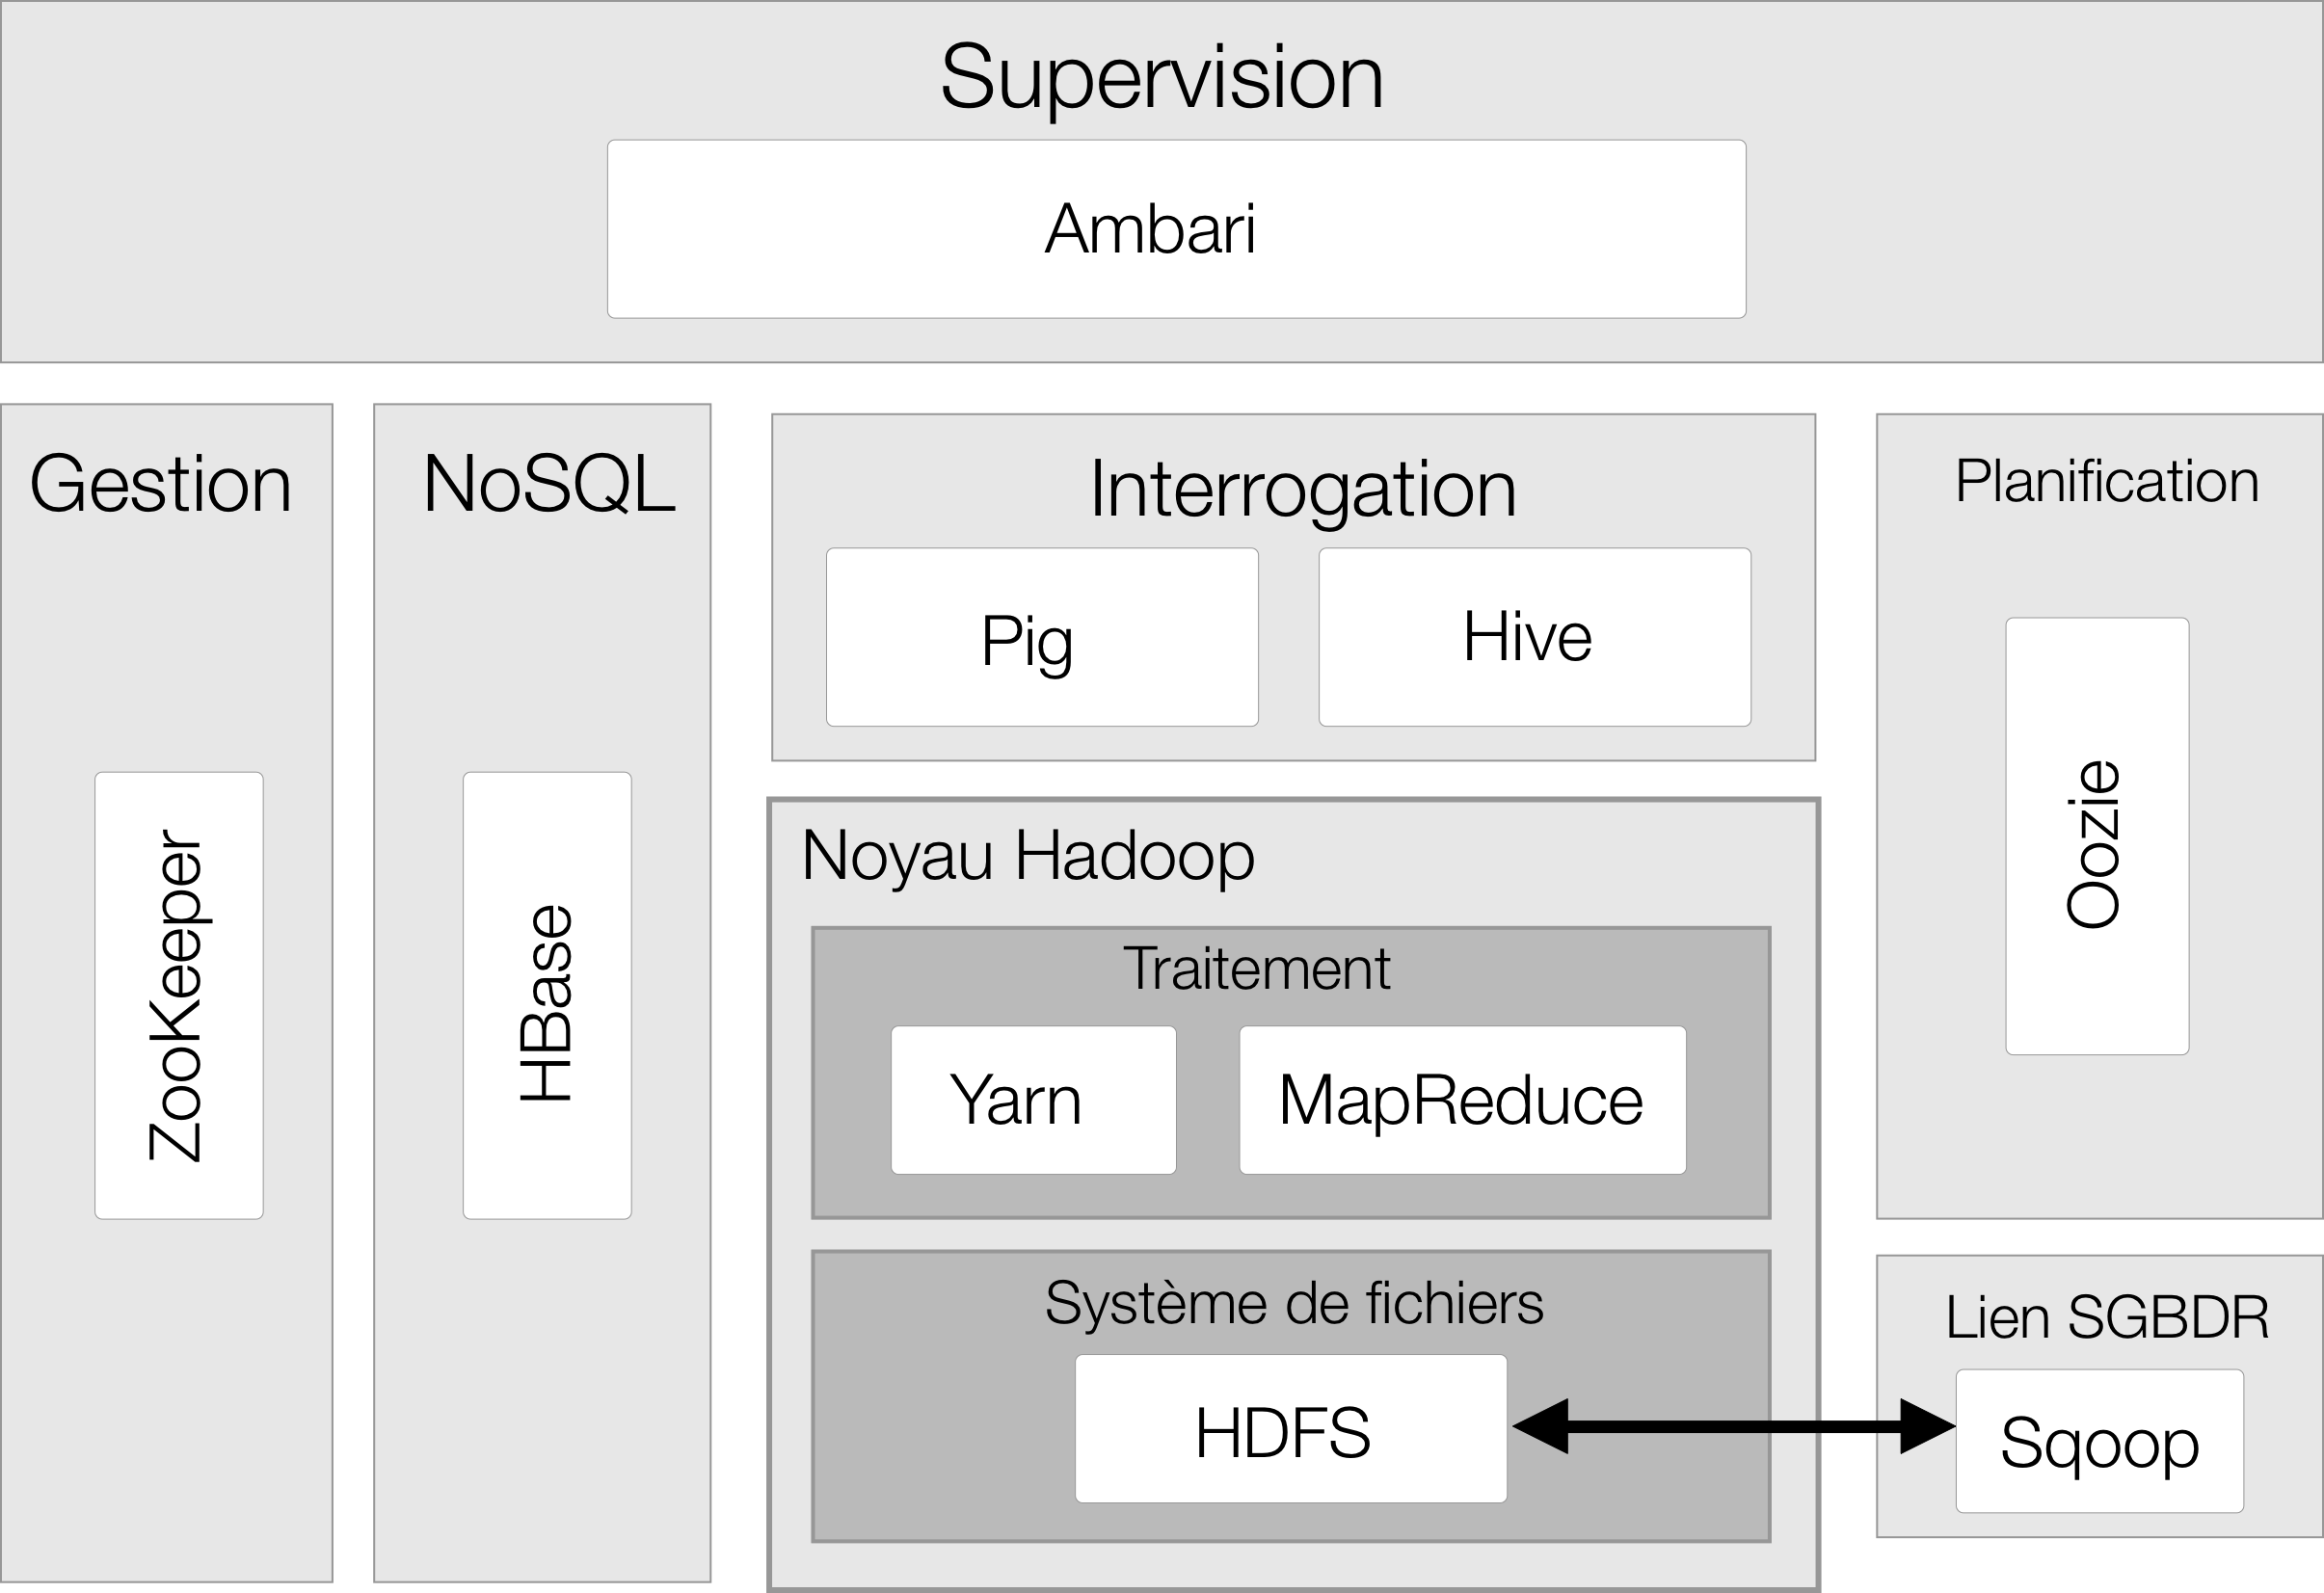 Supervision
Ambari
Gestion
ZooKeeper
NoSQL
HBase
Interrogation
Pig
Hive
Noyau Hadoop
Traitement
Yarn
MapReduce
Système de fichiers
HDFS
Planification
Oozie
Lien SGBDR
Sqoop